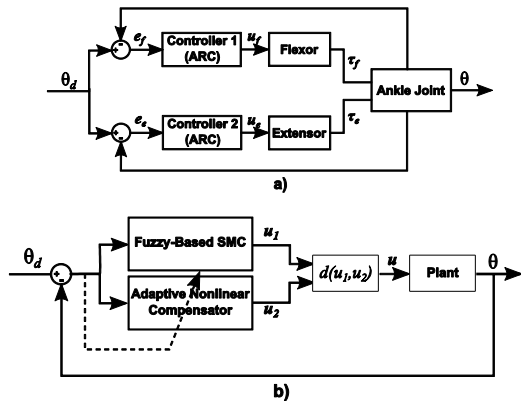 θd
-
+
ef
Controller 1
(ARC)
uf
Flexor
τf
+
-
ee
Controller 2
(ARC)
ue
Extensor
τe
Ankle Joint
θ
a)
θd
+
-
Fuzzy-Based SMC
u1
Adaptive Nonlinear
Compensator
u2
d(u1,u2)
u
Plant
θ
b)